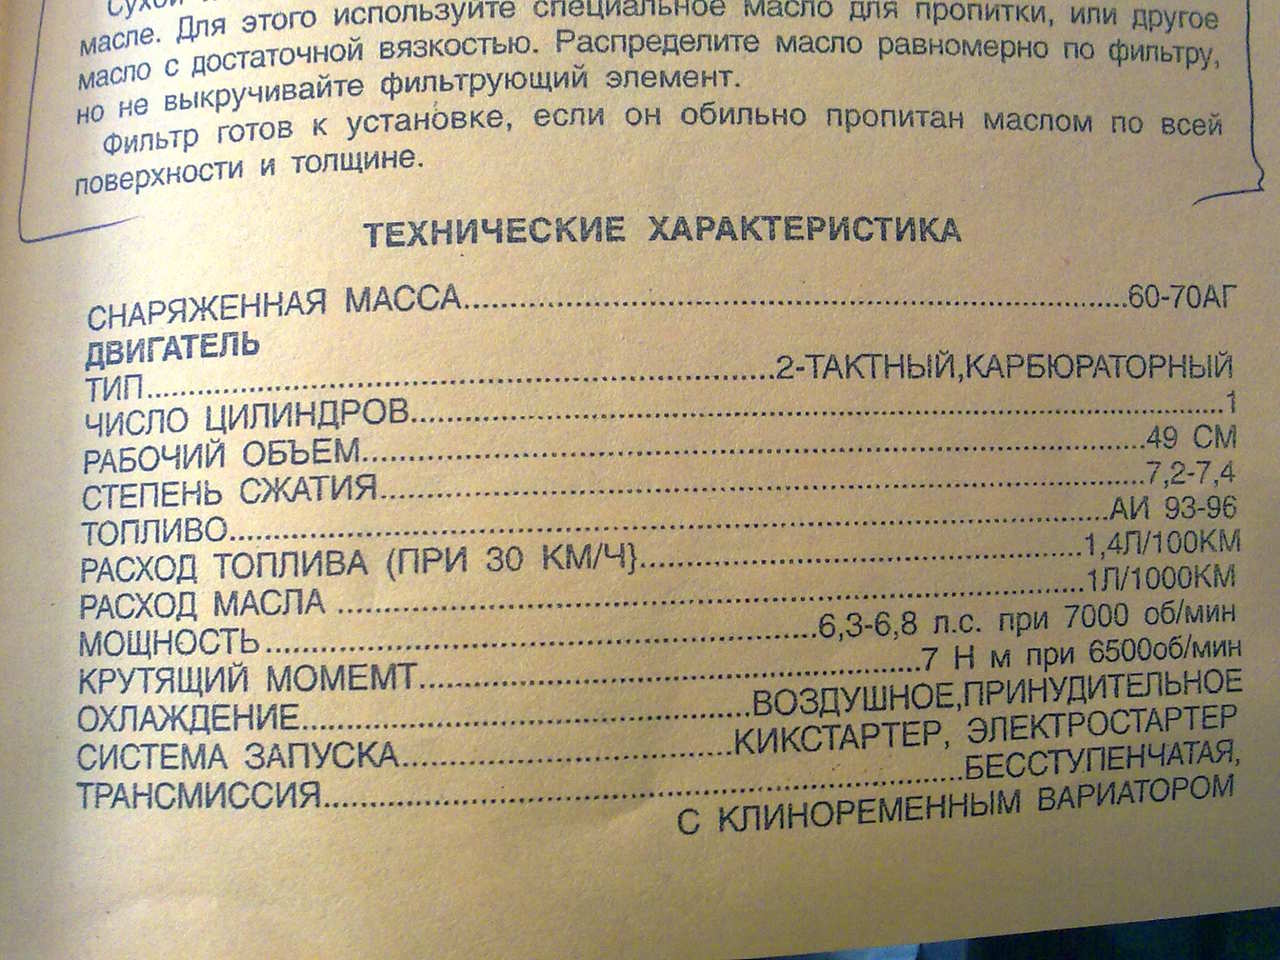 Сухой
масле. Для этого используйте специальное масло для пропитки, или другое
масло с достаточной вязкостью. Распределите масло равномерно по фильтру,
но не выкручивайте фильтрующий элемент.
Фильтр готов к установке, если он обильно пропитан маслом по всей
поверхности и толщине.
ТЕХНИЧЕСКИЕ ХАРАКТЕРИСТИКА
СНАРЯЖЕННАЯ МАССА....60-70АГ
ДВИГАТЕЛЬ
ТИП....2-ТАКТНЫЙ,КАРБЮРАТОРНЫЙ
ЧИСЛО ЦИЛИНДРОВ....1
РАБОЧИЙ ОБЪЕМ....49 СМ
СТЕПЕНЬ СЖАТИЯ....7,2-7,4
ТОПЛИВО....АИ 93-96
РАСХОД ТОПЛИВА (ПРИ 30 КМ/Ч}....1,4Л/100КМ
РАСХОД МАСЛА ....1Л/1000КМ
МОЩНОСТЬ....6,3-6,8 л.с. при 7000 об/мин
КРУТЯЩИЙ МОМЕМТ....7 Н м при 6500об/мин
ОХЛАЖДЕНИЕ....ВОЗДУШНОЕ,ПРИНУДИТЕЛЬНОЕ
СИСТЕМА ЗАПУСКА....КИКСТАРТЕР, ЭЛЕКТРОСТАРТЕР
ТРАНСМИССИЯ....БЕССТУПЕНЧАТАЯ,
С КЛИНОРЕМЕННЫМ ВАРИАТОРОМ